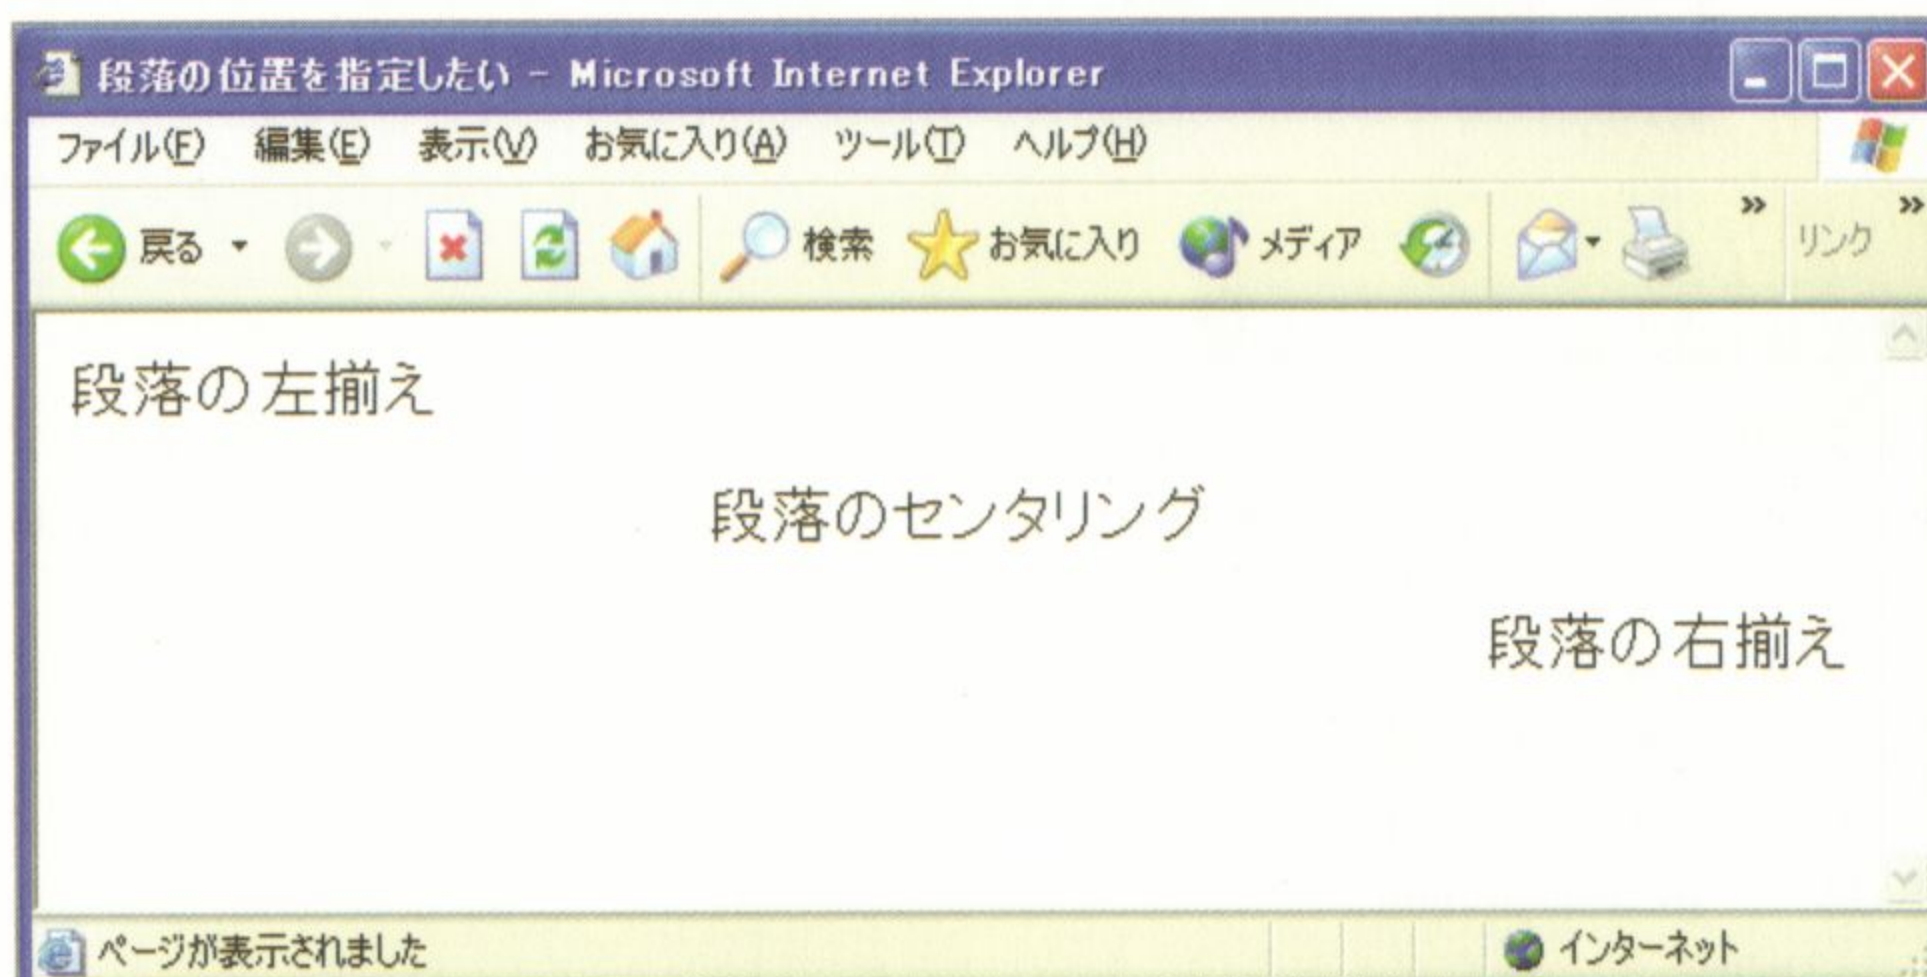 段落の位置を指定したい - Microsoft Internet Explorer
ファイル(F) 編集(E) 表示(V) お気に入り(A) ツール(T) ヘルプ(H)
戻る 検索 お気に入り メディア » リンク »
段落の左揃え
段落のセンタリング
段落の右揃え
ページが表示されました インターネット